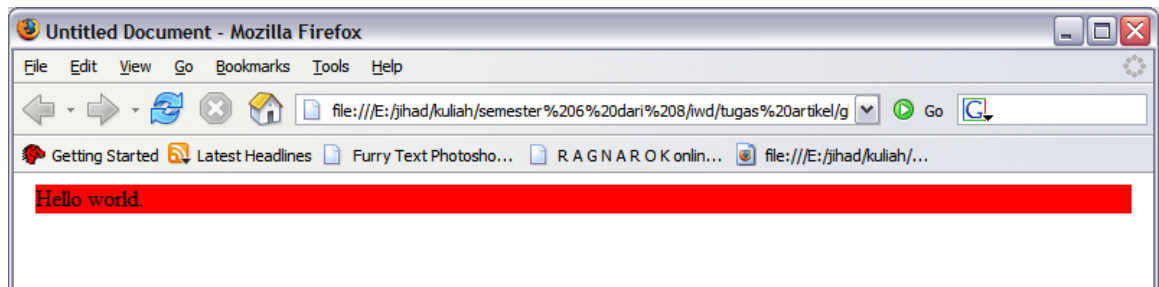 Untitled Document - Mozilla Firefox
File Edit View Go Bookmarks Tools Help
file:///E:/jihad/kuliah/semester%206%20dari%208/iwd/tugas%20artikel/g Go G
Getting Started Latest Headlines Furry Text Photosho... R A G N A R O K onlin... file:///E:/jihad/kuliah/...
Hello world.